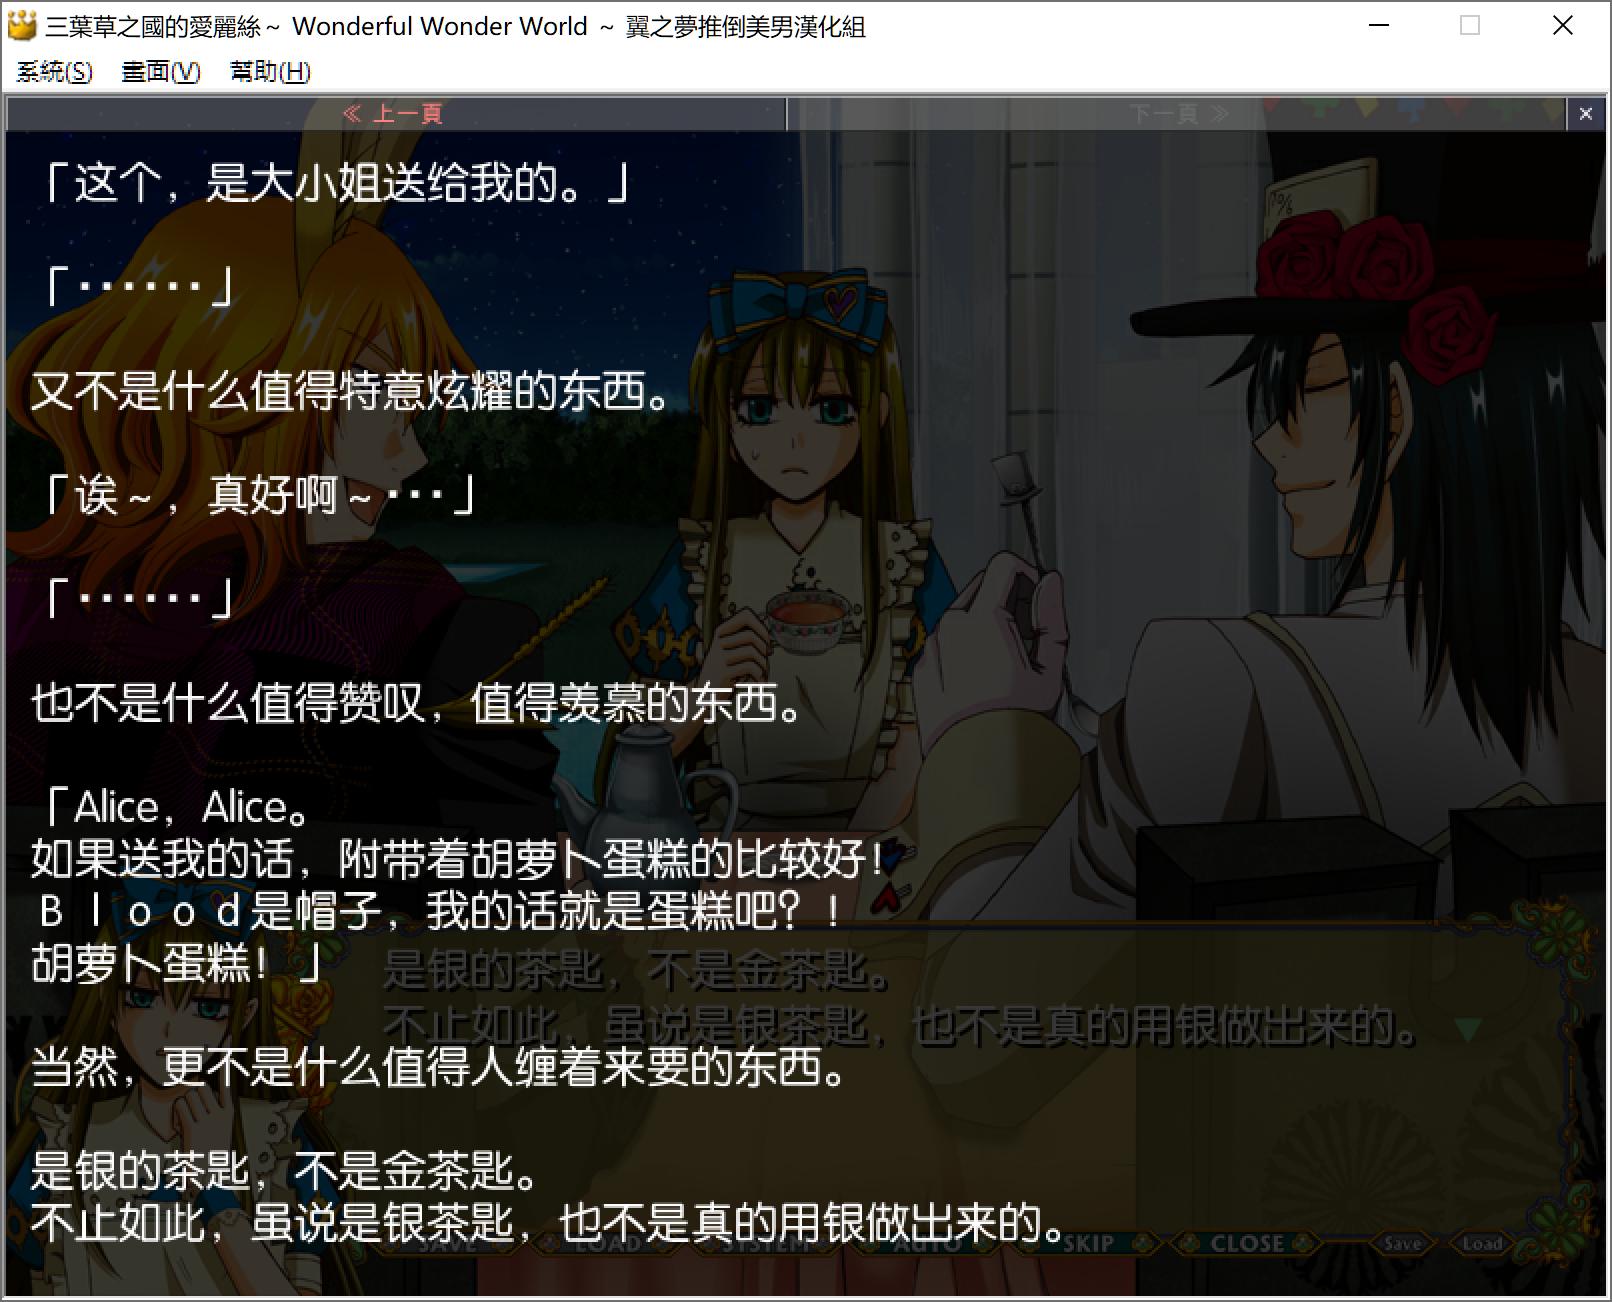 三葉草之國的愛麗絲～ Wonderful Wonder World ～ 翼之夢推倒美男漢化組
系統(S) 畫面(V) 幫助(H)
≪ 上一頁 下一頁 ≫ ×
10/6
「这个，是大小姐送给我的。」
「······」
又不是什么值得特意炫耀的东西。
「诶～，真好啊～···」
「······」
也不是什么值得赞叹，值得羡慕的东西。
「Alice，Alice。
如果送我的话，附带着胡萝卜蛋糕的比较好！
Ｂｌｏｏｄ是帽子，我的话就是蛋糕吧？！
胡萝卜蛋糕！」
当然，更不是什么值得人缠着来要的东西。
是银的茶匙，不是金茶匙。
不止如此，虽说是银茶匙，也不是真的用银做出来的。
是银的茶匙，不是金茶匙。
不止如此，虽说是银茶匙，也不是真的用银做出来的。
SAVE LOAD SYSTEM AUTO SKIP CLOSE Save Load